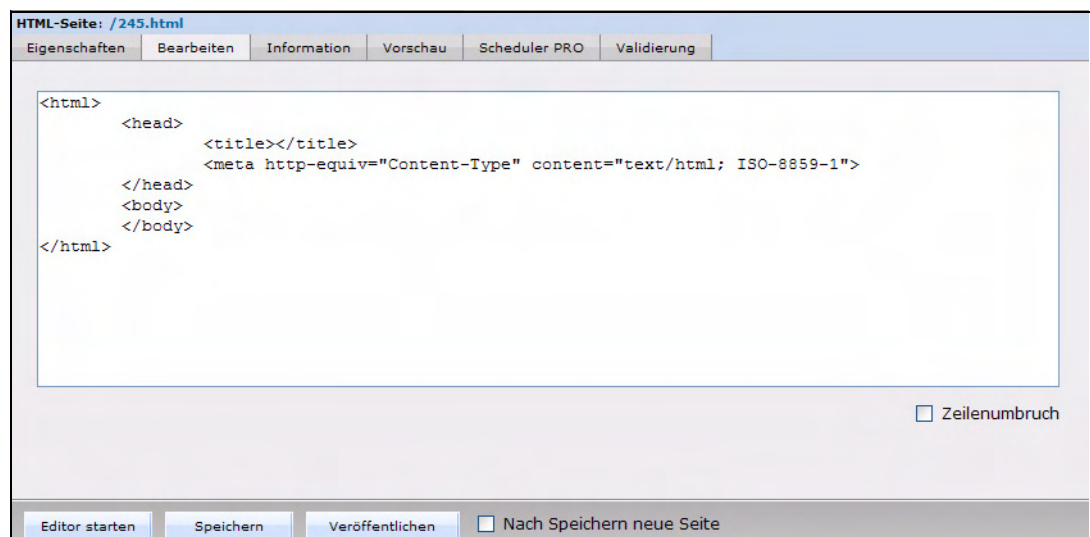 HTML-Seite: /245.html
Eigenschaften Bearbeiten Information Vorschau Scheduler PRO Validierung
<html>
<head>
<title></title>
<meta http-equiv="Content-Type" content="text/html; ISO-8859-1">
</head>
<body>
</body>
</html>
Zeilenumbruch
Editor starten Speichern Veröffentlichen Nach Speichern neue Seite